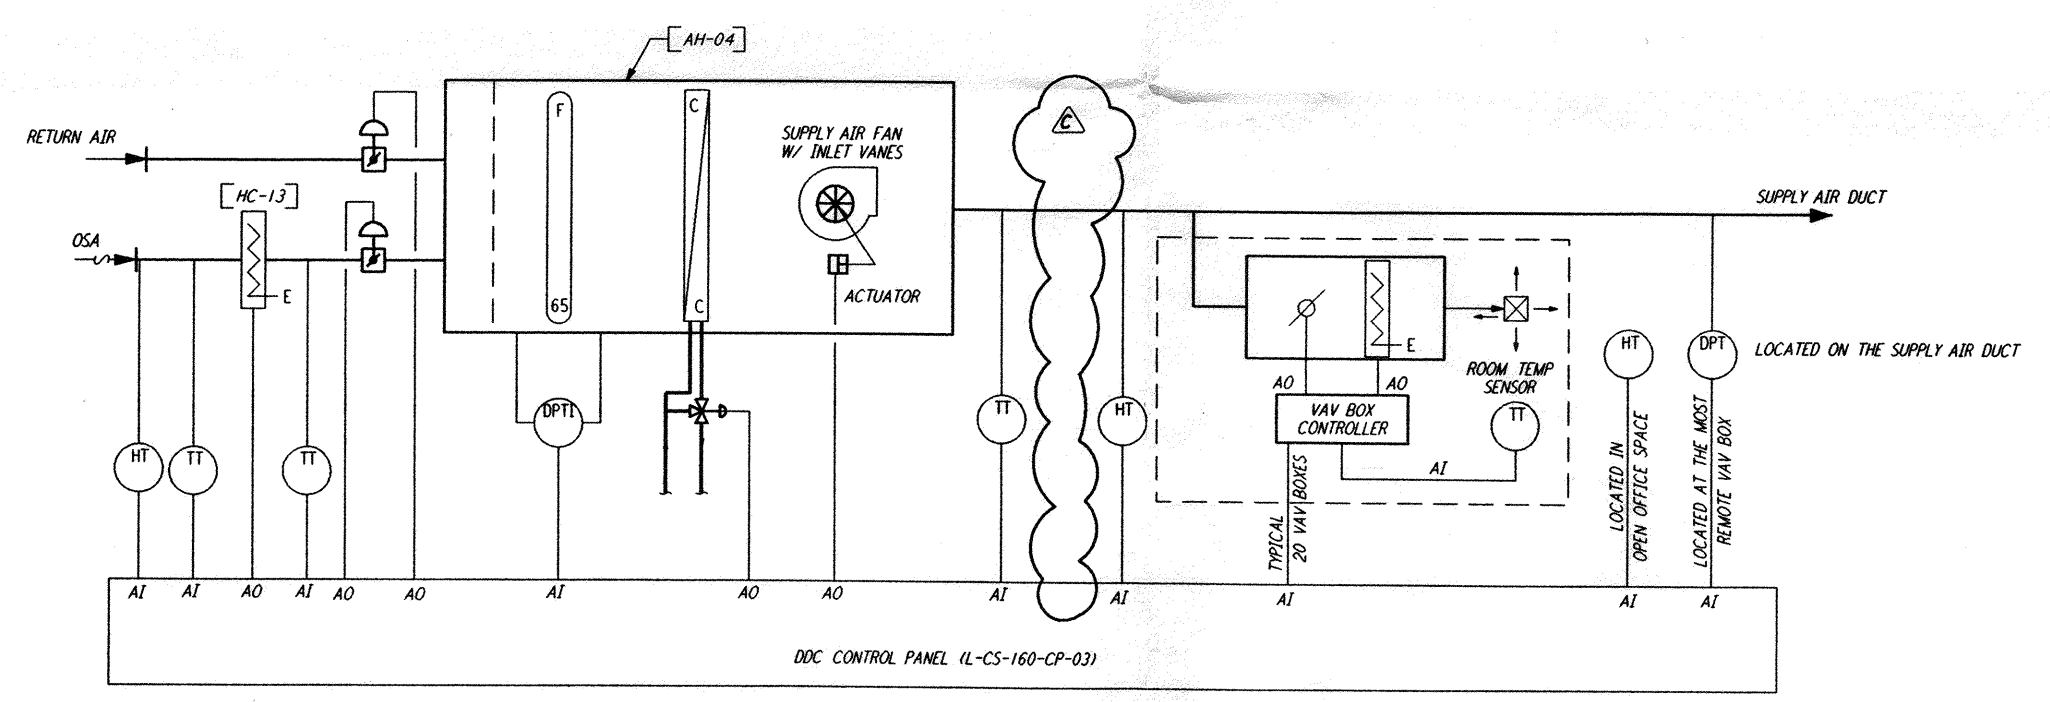 [AH-04]
C
RETURN AIR
F
C
SUPPLY AIR FAN
W/ INLET VANES
[HC-13]
SUPPLY AIR DUCT
OSA
E
65
C
ACTUATOR
E
HT
DPT
LOCATED ON THE SUPPLY AIR DUCT
ROOM TEMP
SENSOR
AO
AO
DPTI
TT
HT
VAV BOX
CONTROLLER
TT
HT
TT
TT
AI
TYPICAL
20 VAV BOXES
LOCATED IN
OPEN OFFICE SPACE
LOCATED AT THE MOST
REMOTE VAV BOX
AI
AI
AO
AI
AO
AO
AI
AO
AO
AI
AI
AI
AI
AI
DDC CONTROL PANEL (L-CS-160-CP-03)